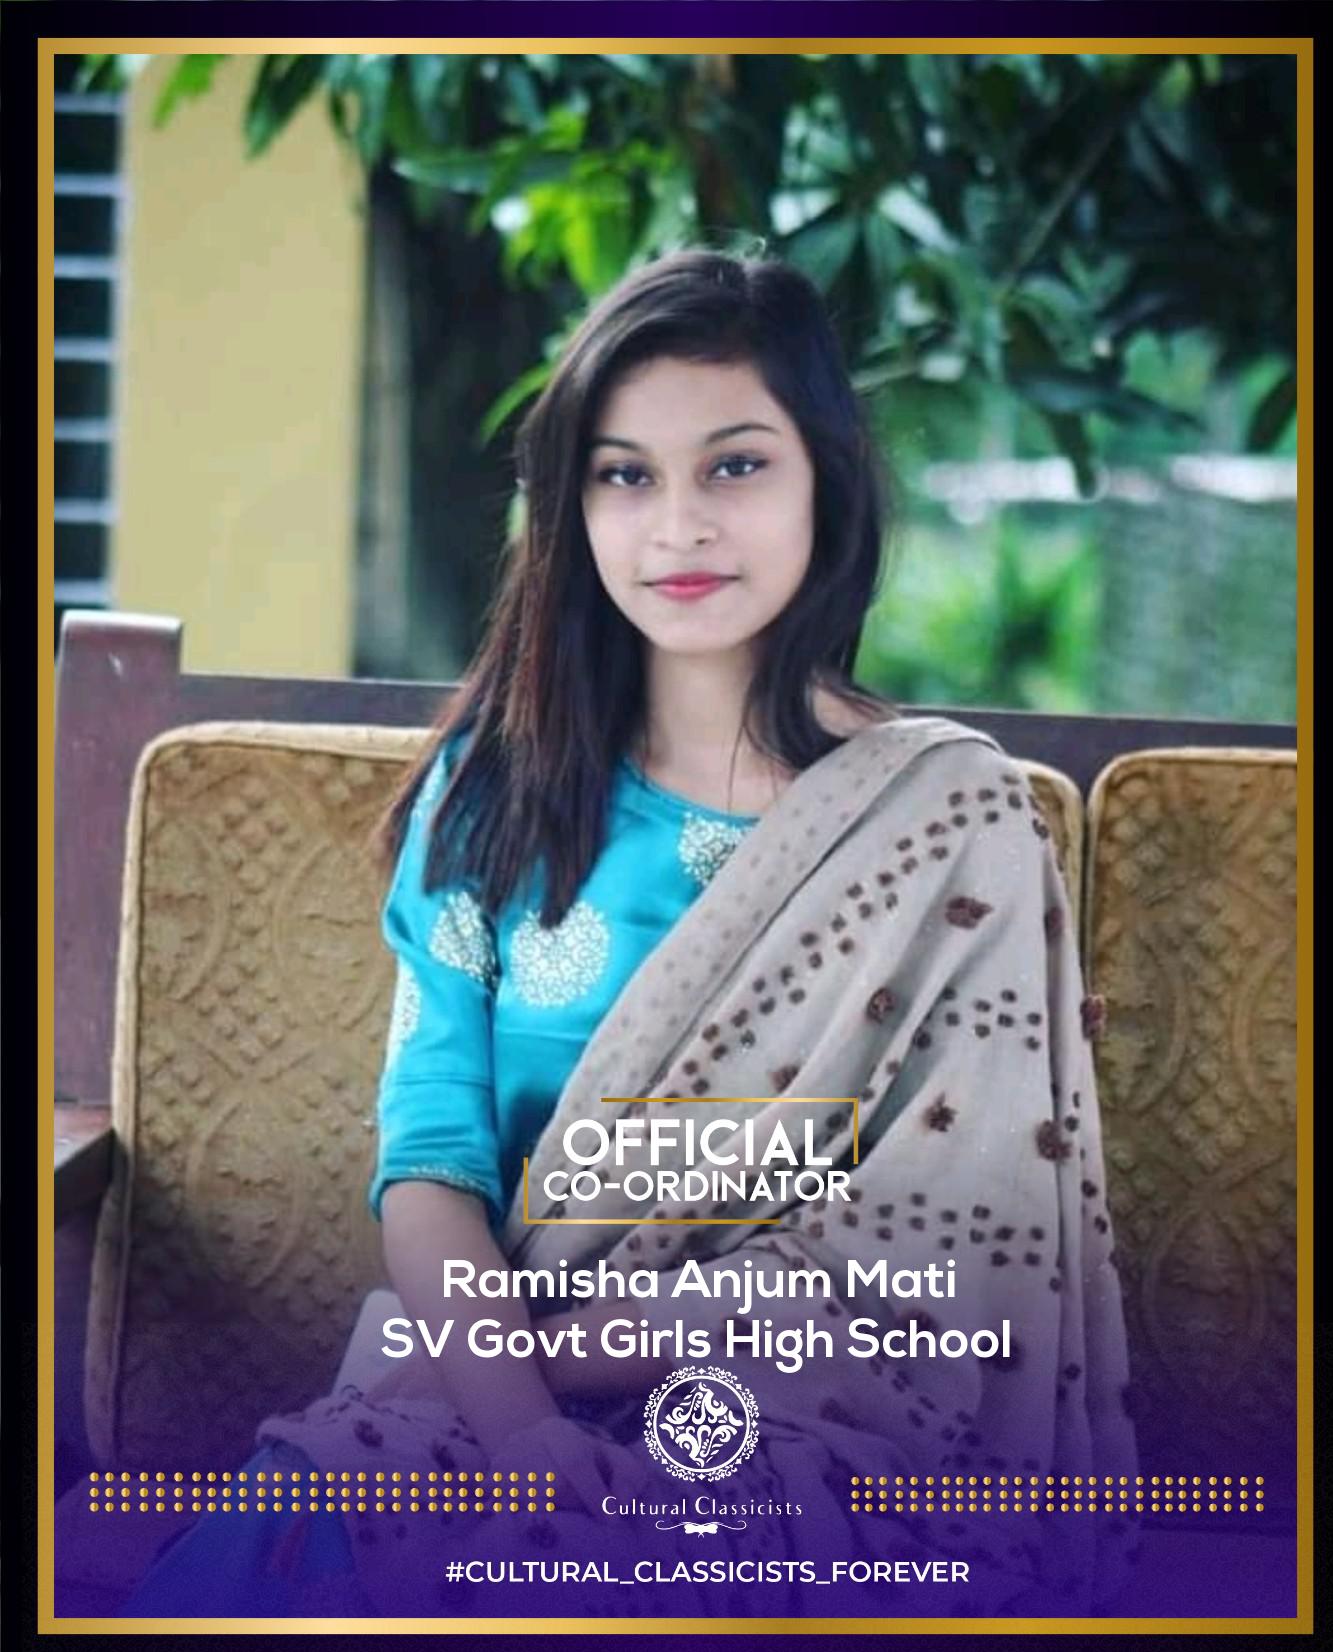 OFFICIAL
CO-ORDINATOR
Ramisha Anjum Mati
SV Govt Girls High School
Cultural Classicists
#CULTURAL_CLASSICISTS_FOREVER